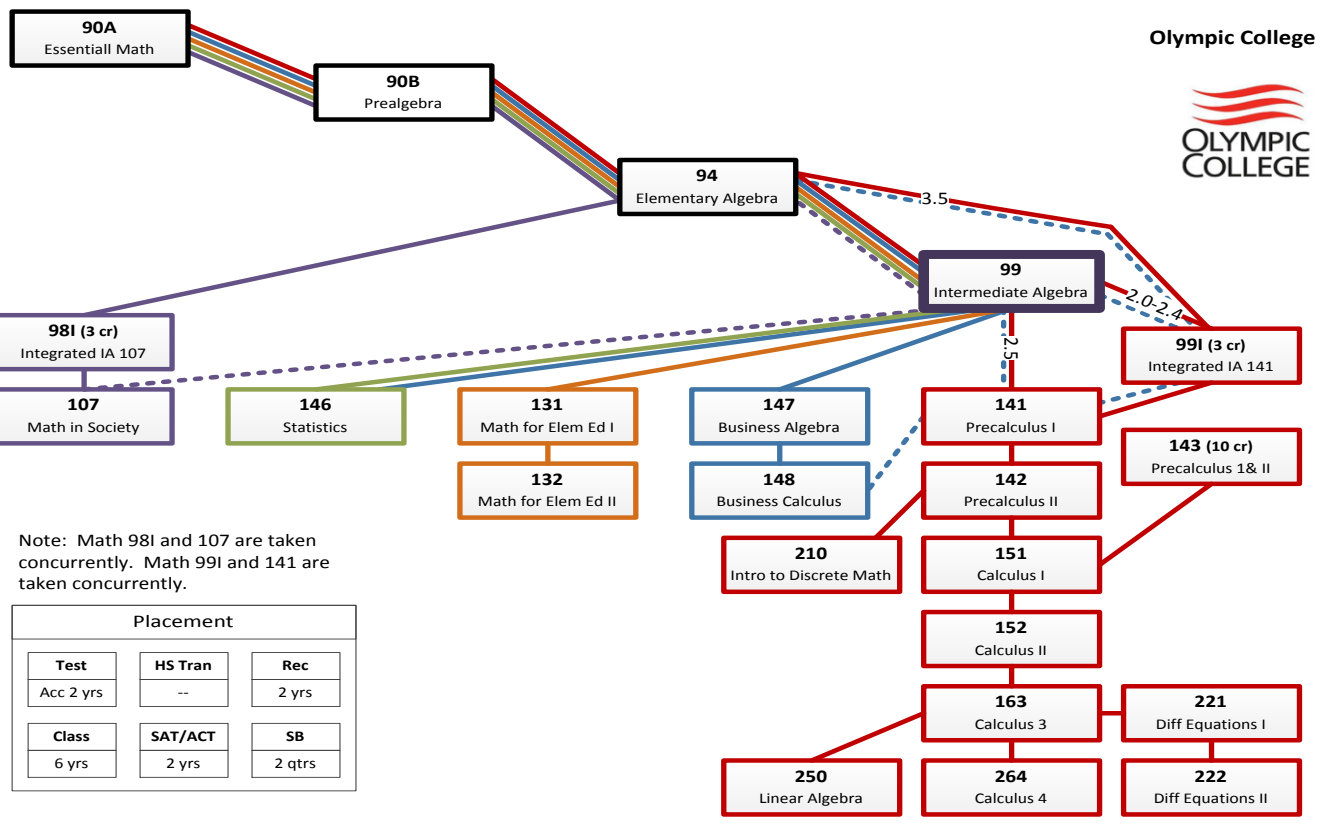 90A
Essentiall Math
Olympic College
90B
Prealgebra
OLYMPIC
COLLEGE
94
Elementary Algebra
3.5
99
Intermediate Algebra
2.0-2.4
2.5
98I (3 cr)
Integrated IA 107
99I (3 cr)
Integrated IA 141
107
Math in Society
146
Statistics
131
Math for Elem Ed I
147
Business Algebra
141
Precalculus I
143 (10 cr)
Precalculus 1& II
132
Math for Elem Ed II
148
Business Calculus
142
Precalculus II
Note: Math 98I and 107 are taken
concurrently. Math 99I and 141 are
taken concurrently.
210
Intro to Discrete Math
151
Calculus I
152
Calculus II
Placement
Test
HS Tran
Rec
Acc 2 yrs
--
2 yrs
Class
SAT/ACT
SB
6 yrs
2 yrs
2 qtrs
163
Calculus 3
221
Diff Equations I
250
Linear Algebra
264
Calculus 4
222
Diff Equations II